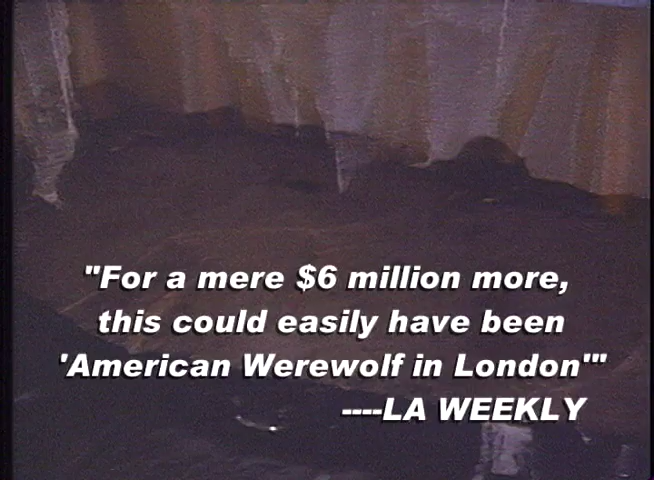 "For a mere $6 million more,
this could easily have been
'American Werewolf in London'"
----LA WEEKLY